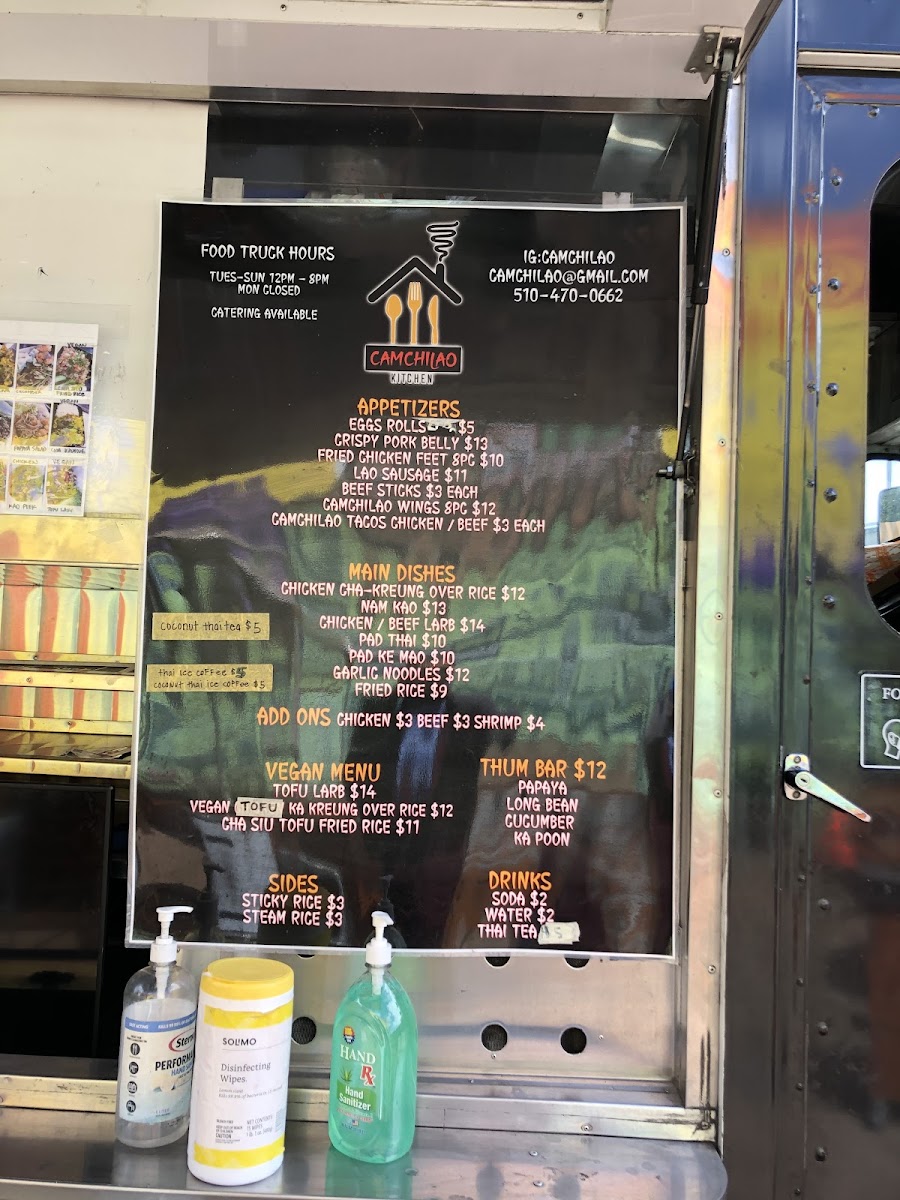 FOOD TRUCK HOURS
TUES-SUN 12PM - 8PM
MON CLOSED
CATERING AVAILABLE
CAMCHILAO
KITCHEN
IG:CAMCHILAO
CAMCHILAO@GMAIL.COM
510-470-0662
APPETIZERS
EGGS ROLLS $5
CRISPY PORK BELLY $13
FRIED CHICKEN FEET 8PC $10
LAO SAUSAGE $11
BEEF STICKS $3 EACH
CAMCHILAO WINGS 8PC $12
CAMCHILAO TACOS CHICKEN / BEEF $3 EACH
MAIN DISHES
CHICKEN CHA-KREUNG OVER RICE $12
NAM KAO $13
CHICKEN / BEEF LARB $14
PAD THAI $10
PAD KE MAO $10
GARLIC NOODLES $12
FRIED RICE $9
coconut thai tea $5
thai ice coffee $5
coconut thai ice coffee $5
ADD ONS CHICKEN $3 BEEF $3 SHRIMP $4
VEGAN MENU
TOFU LARB $14
VEGAN TOFU KA KREUNG OVER RICE $12
CHA SIU TOFU FRIED RICE $11
THUM BAR $12
PAPAYA
LONG BEAN
CUCUMBER
KA POON
SIDES
STICKY RICE $3
STEAM RICE $3
DRINKS
SODA $2
WATER $2
THAI TEA
SOLIMO
Disinfecting
Wipes
HAND
Rx
Hand
Sanitizer
FO